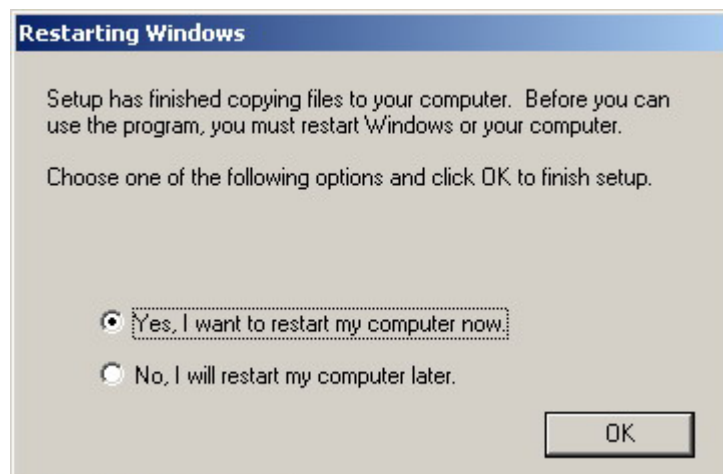 Restarting Windows
Setup has finished copying files to your computer.  Before you can
use the program, you must restart Windows or your computer.
Choose one of the following options and click OK to finish setup.
Yes, I want to restart my computer now.
No, I will restart my computer later.
OK